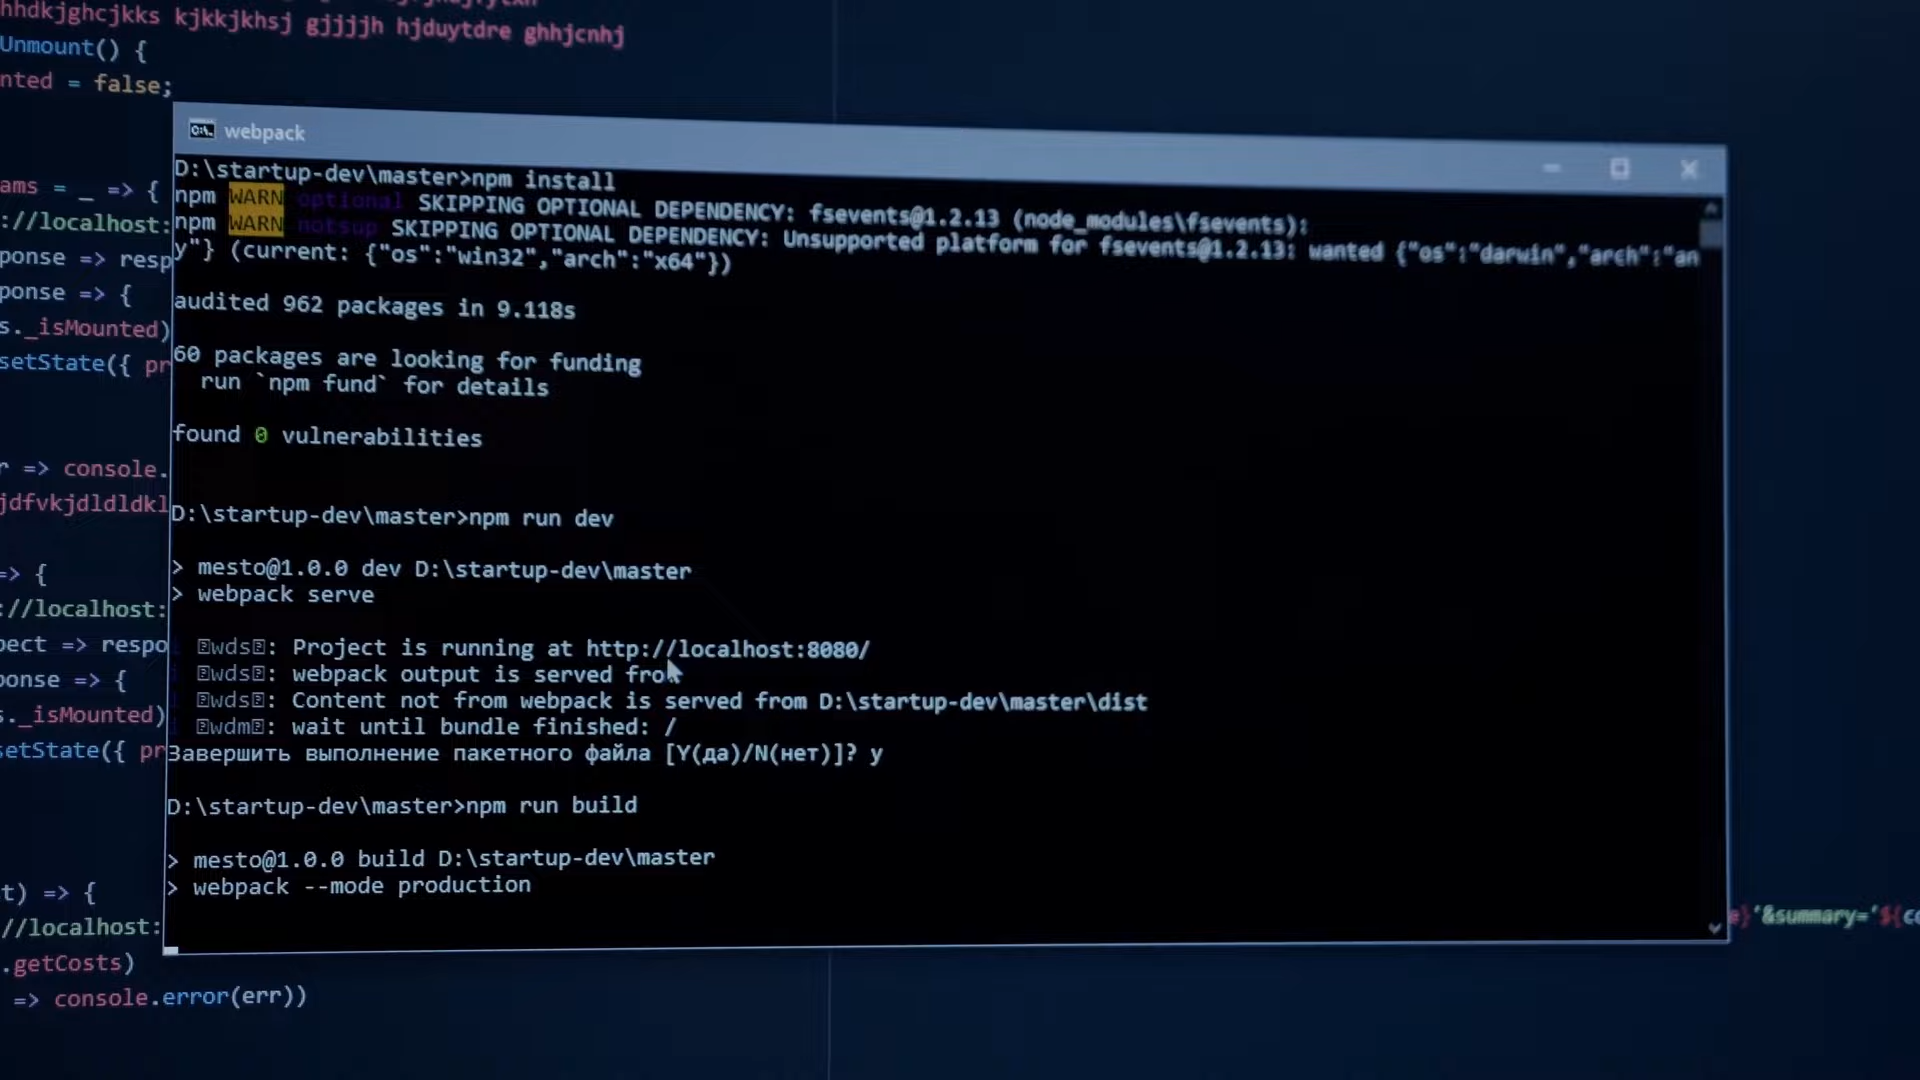 hhdkjghcjkks kjkkjkhsj gjjjjh hjduytdre ghhjcnhj
Unmount() {
nted = false;
ams = _ => {
://localhost:
ponse => resp
ponse => {
s._isMounted)
setState({ pr
r => console.
jdfvkjdldldkl
=> {
://localhost:
pect => respo
ponse => {
s._isMounted)
setState({ pr
t) => {
//localhost:
.getCosts)
=> console.error(err))
webpack
D:\startup-dev\master>npm install
npm WARN optional SKIPPING OPTIONAL DEPENDENCY: fsevents@1.2.13 (node_modules\fsevents):
npm WARN notsup SKIPPING OPTIONAL DEPENDENCY: Unsupported platform for fsevents@1.2.13: wanted {"os":"darwin","arch":"an
y"} (current: {"os":"win32","arch":"x64"})
audited 962 packages in 9.118s
60 packages are looking for funding
run `npm fund` for details
found 0 vulnerabilities
D:\startup-dev\master>npm run dev
> mesto@1.0.0 dev D:\startup-dev\master
> webpack serve
wds: Project is running at http://localhost:8080/
wds: webpack output is served from
wds: Content not from webpack is served from D:\startup-dev\master\dist
wdm: wait until bundle finished: /
Завершить выполнение пакетного файла [Y(да)/N(нет)]? y
D:\startup-dev\master>npm run build
> mesto@1.0.0 build D:\startup-dev\master
> webpack --mode production
}'&summary='${co